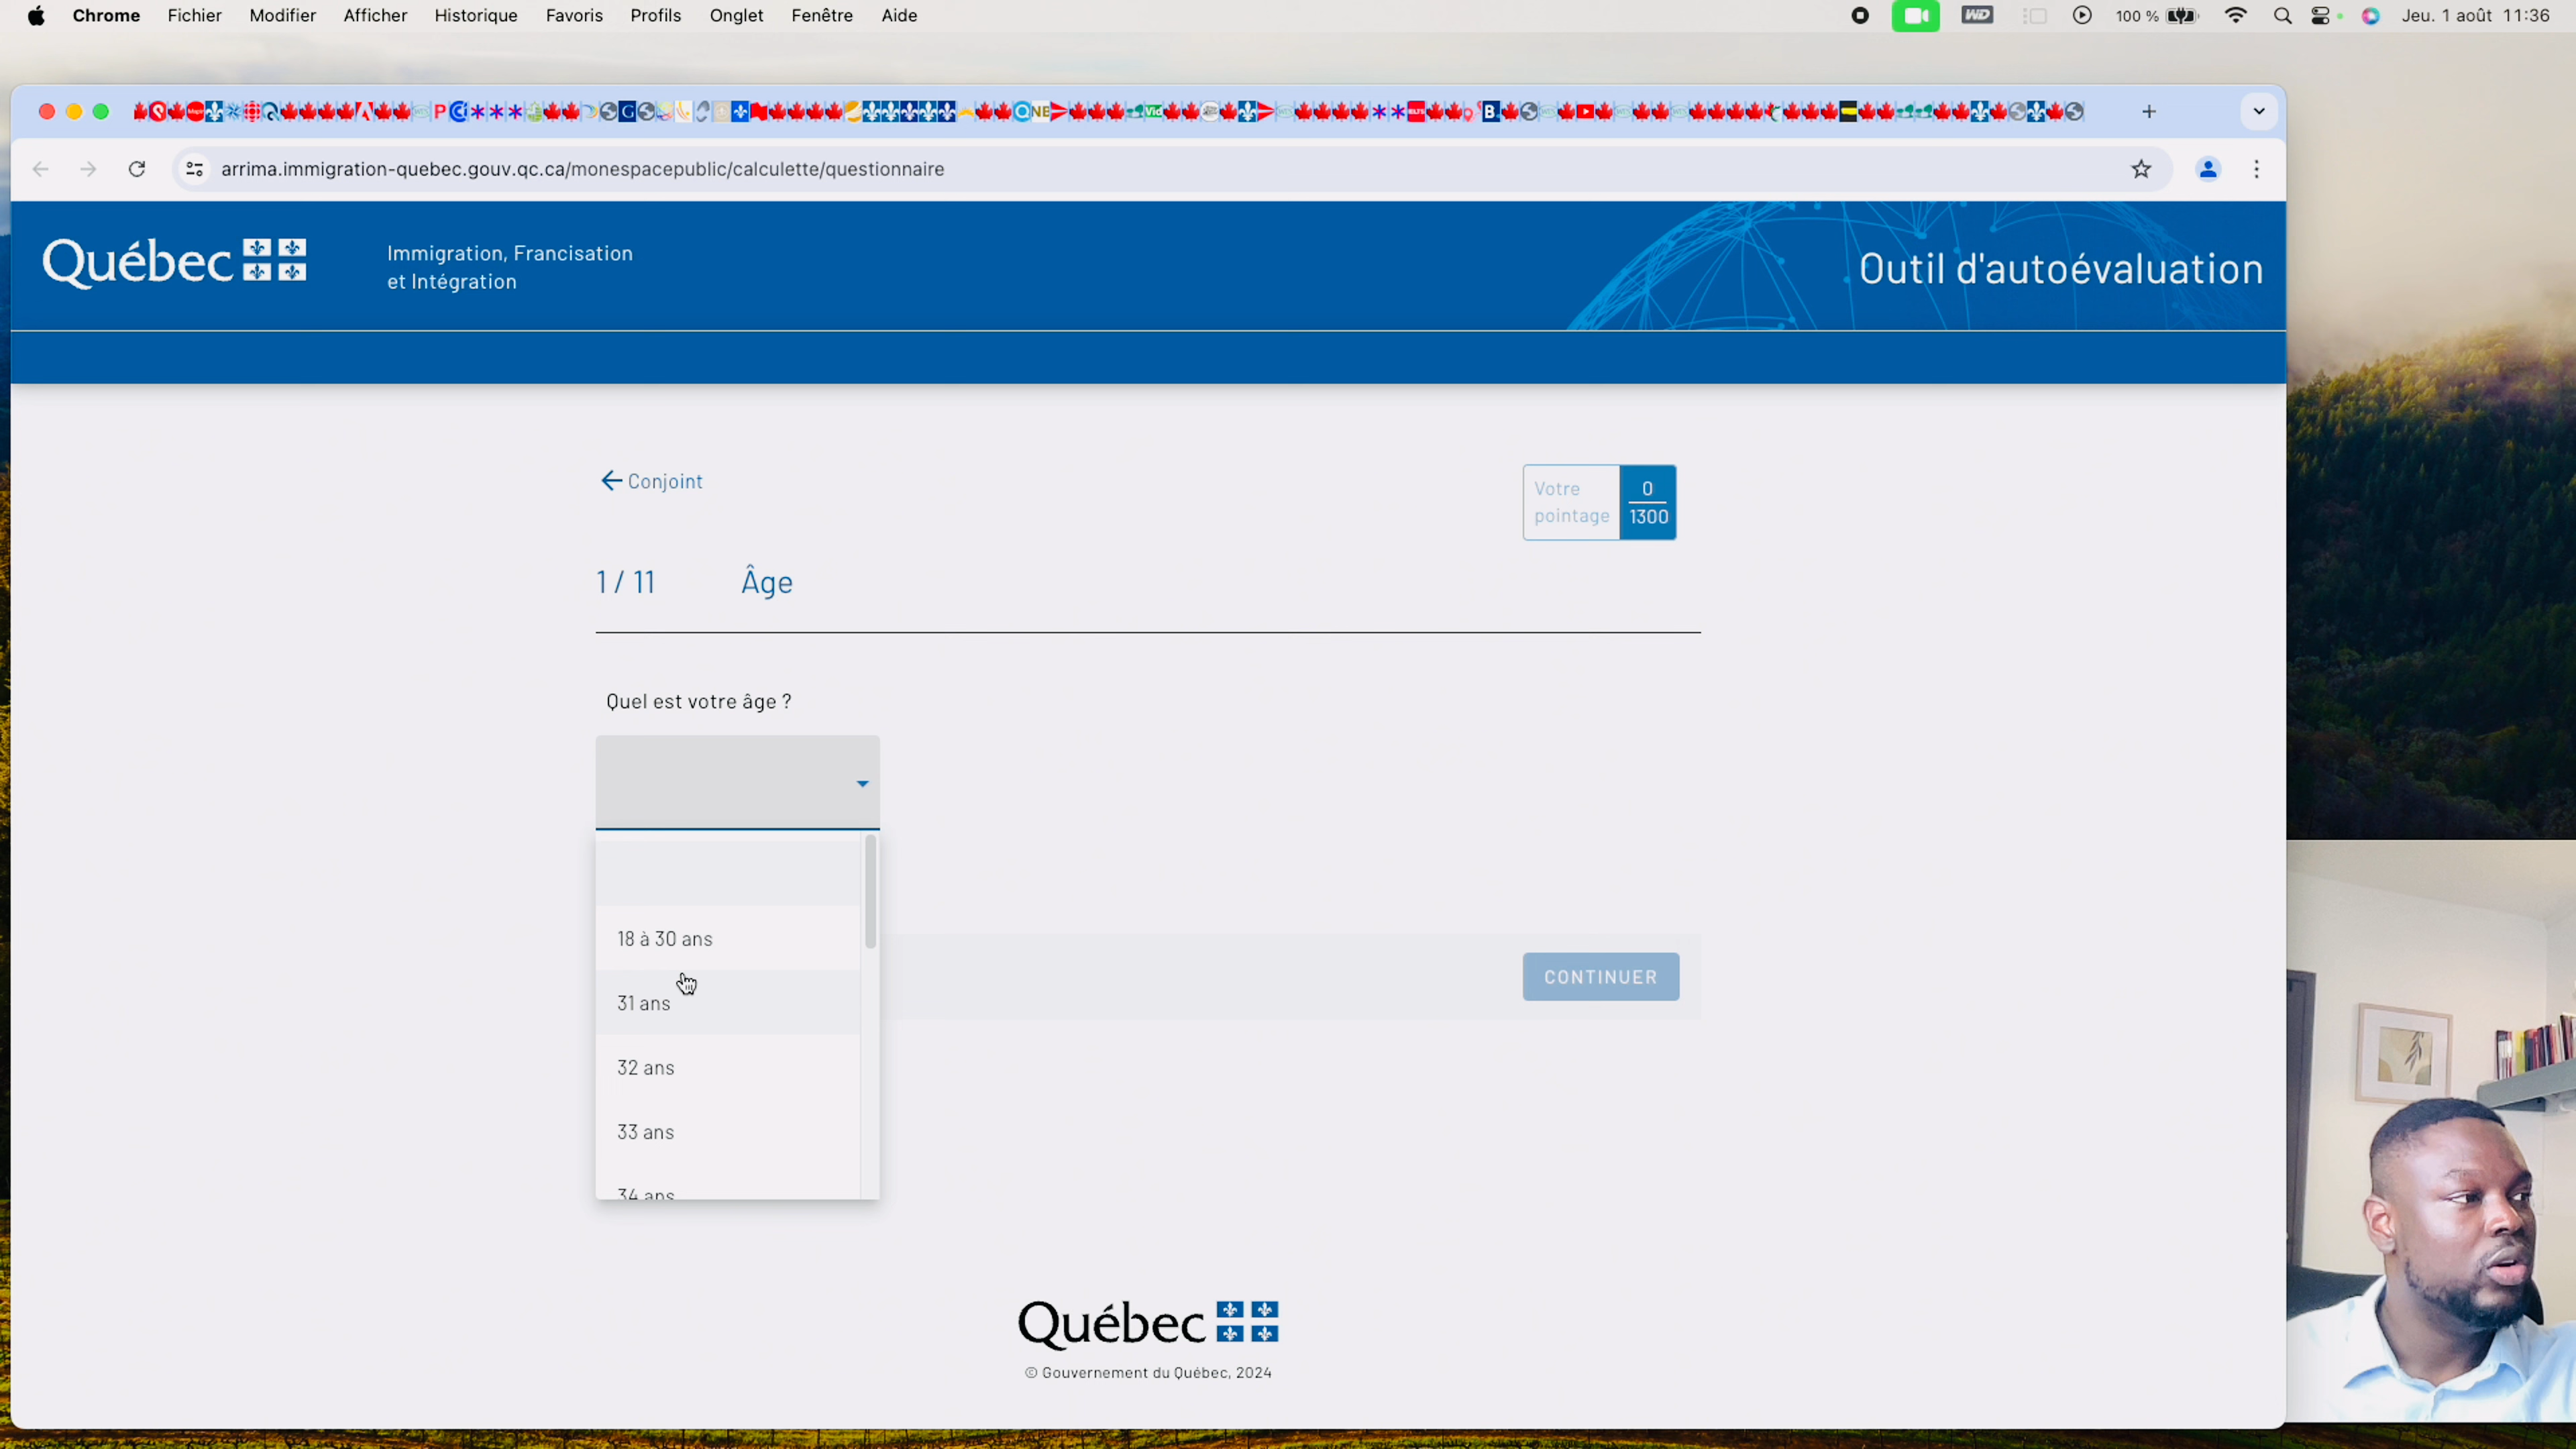 Chrome Fichier Modifier Afficher Historique Favoris Profils Onglet Fenêtre Aide
WD 100 % Jeu. 1 août 11:36
arrima.immigration-quebec.gouv.qc.ca/monespacepublic/calculette/questionnaire
Québec
Immigration, Francisation
et Intégration
Outil d'autoévaluation
Conjoint
Votre
pointage
0
1300
1 / 11 Âge
Quel est votre âge ?
18 à 30 ans
31 ans
32 ans
33 ans
34 ans
CONTINUER
Québec
© Gouvernement du Québec, 2024